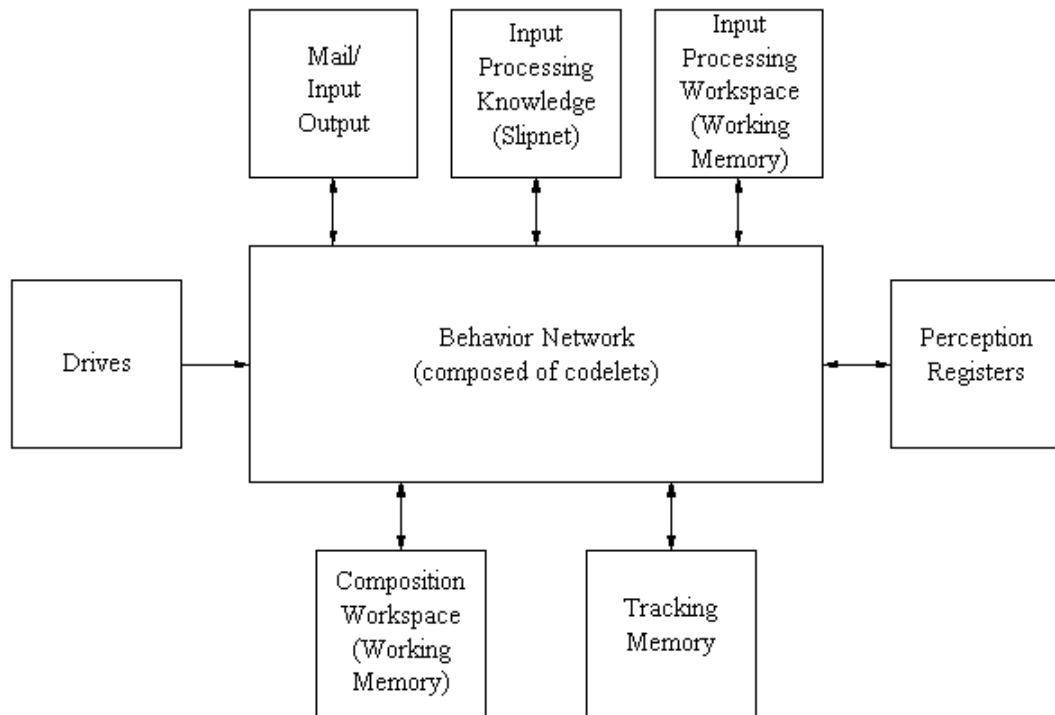 Mail/
Input
Output
Input
Processing
Knowledge
(Slipnet)
Input
Processing
Workspace
(Working
Memory)
Drives
Behavior Network
(composed of codelets)
Perception
Registers
Composition
Workspace
(Working
Memory)
Tracking
Memory